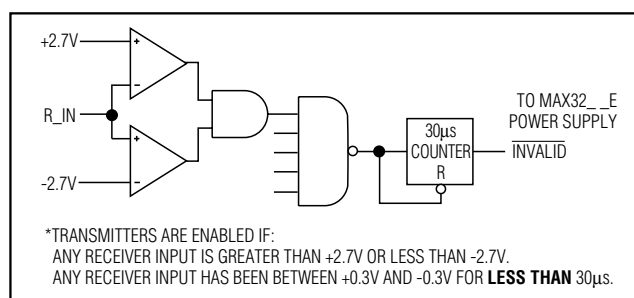 +2.7V
+
-
R_IN
+
-
-2.7V
30µs
COUNTER
R
TO MAX32_ _E
POWER SUPPLY
INVALID
*TRANSMITTERS ARE ENABLED IF:
ANY RECEIVER INPUT IS GREATER THAN +2.7V OR LESS THAN -2.7V.
ANY RECEIVER INPUT HAS BEEN BETWEEN +0.3V AND -0.3V FOR LESS THAN 30µs.